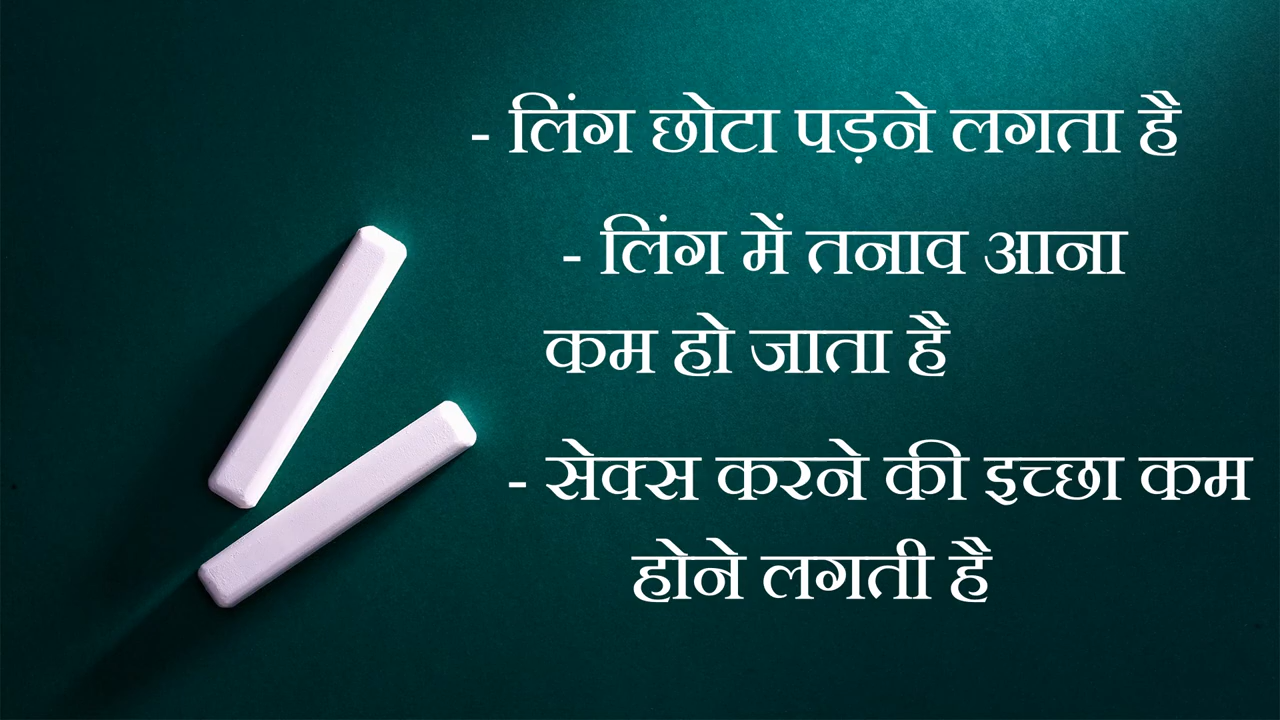 - लिंग छोटा पड़ने लगता है
- लिंग में तनाव आना
कम हो जाता है
- सेक्स करने की इच्छा कम
होने लगती है